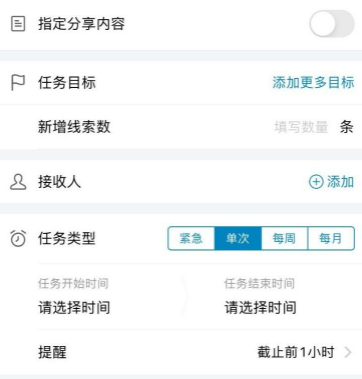 指定分享内容
任务目标 添加更多目标
新增线索数 填写数量 条
接收人 添加
任务类型 紧急 单次 每周 每月
任务开始时间 任务结束时间
请选择时间 请选择时间
提醒 截止前1小时